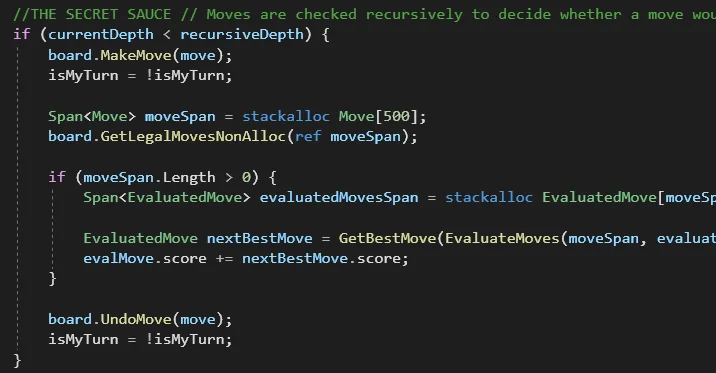 //THE SECRET SAUCE // Moves are checked recursively to decide whether a move
if (currentDepth < recursiveDepth) {
board.MakeMove(move);
isMyTurn = !isMyTurn;
Span<Move> moveSpan = stackalloc Move[500];
board.GetLegalMovesNonAlloc(ref moveSpan);
if (moveSpan.Length > 0) {
Span<EvaluatedMove> evaluatedMovesSpan = stackalloc EvaluatedMove[moveSp
EvaluatedMove nextBestMove = GetBestMove(EvaluateMoves(moveSpan, evaluat
evalMove.score += nextBestMove.score;
}
board.UndoMove(move);
isMyTurn = !isMyTurn;
}